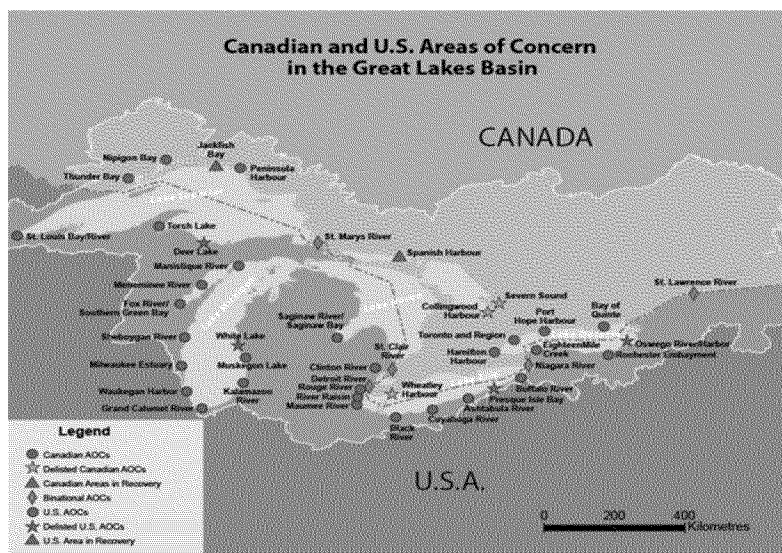 Canadian and U.S. Areas of Concern
in the Great Lakes Basin
CANADA
Jackfish
Bay
Nipigon Bay
Peninsula
Harbour
Thunder Bay
Torch Lake
St. Louis Bay/River
St. Marys River
Deer Lake
Spanish Harbour
Manistique River
Menominee River
St. Lawrence River
Severn Sound
Fox River/
Southern Green Bay
Collingwood
Harbour
Port
Hope Harbour
Bay of
Quinte
Saginaw River/
Saginaw Bay
Sheboygan River
White Lake
St. Clair
River
Toronto and Region
EighteenMile
Creek
Oswego River/Harbor
Rochester Embayment
Hamilton
Harbour
Muskegon Lake
Milwaukee Estuary
Clinton River
Niagara River
Detroit River
Rouge River
River Raisin
Maumee River
Wheatley
Harbour
Buffalo River
Presque Isle Bay
Waukegan Harbor
Kalamazoo
River
Ashtabula River
Grand Calumet River
Cuyahoga River
Black
River
U.S.A.
Legend
Canadian AOCs
Delisted Canadian AOCs
Canadian Areas in Recovery
Binational AOCs
U.S. AOCs
Delisted U.S. AOCs
U.S. Area in Recovery
0 200 400
Kilometres